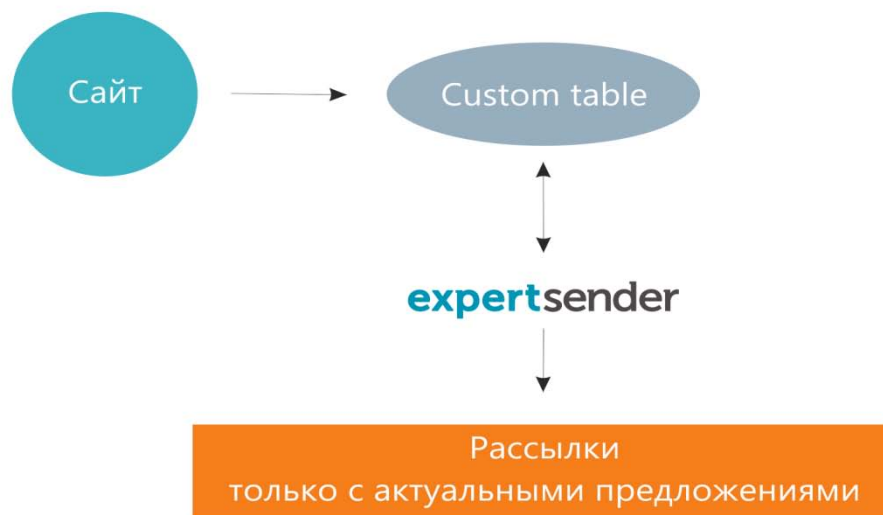 Сайт
Custom table
expertsender
Рассылки
только с актуальными предложениями